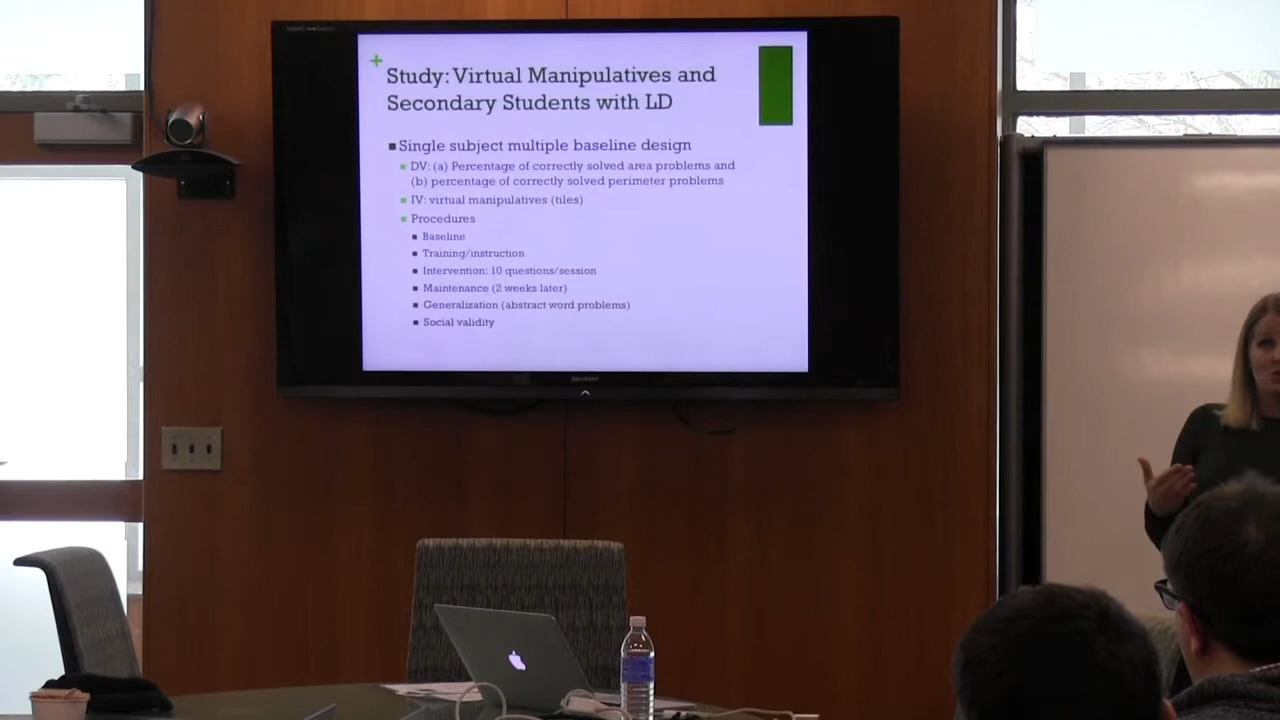 +
Study: Virtual Manipulatives and
Secondary Students with LD
Single subject multiple baseline design
DV: (a) Percentage of correctly solved area problems and
(b) percentage of correctly solved perimeter problems
IV: virtual manipulatives (tiles)
Procedures
Baseline
Training/instruction
Intervention: 10 questions/session
Maintenance (2 weeks later)
Generalization (abstract word problems)
Social validity
SHARP